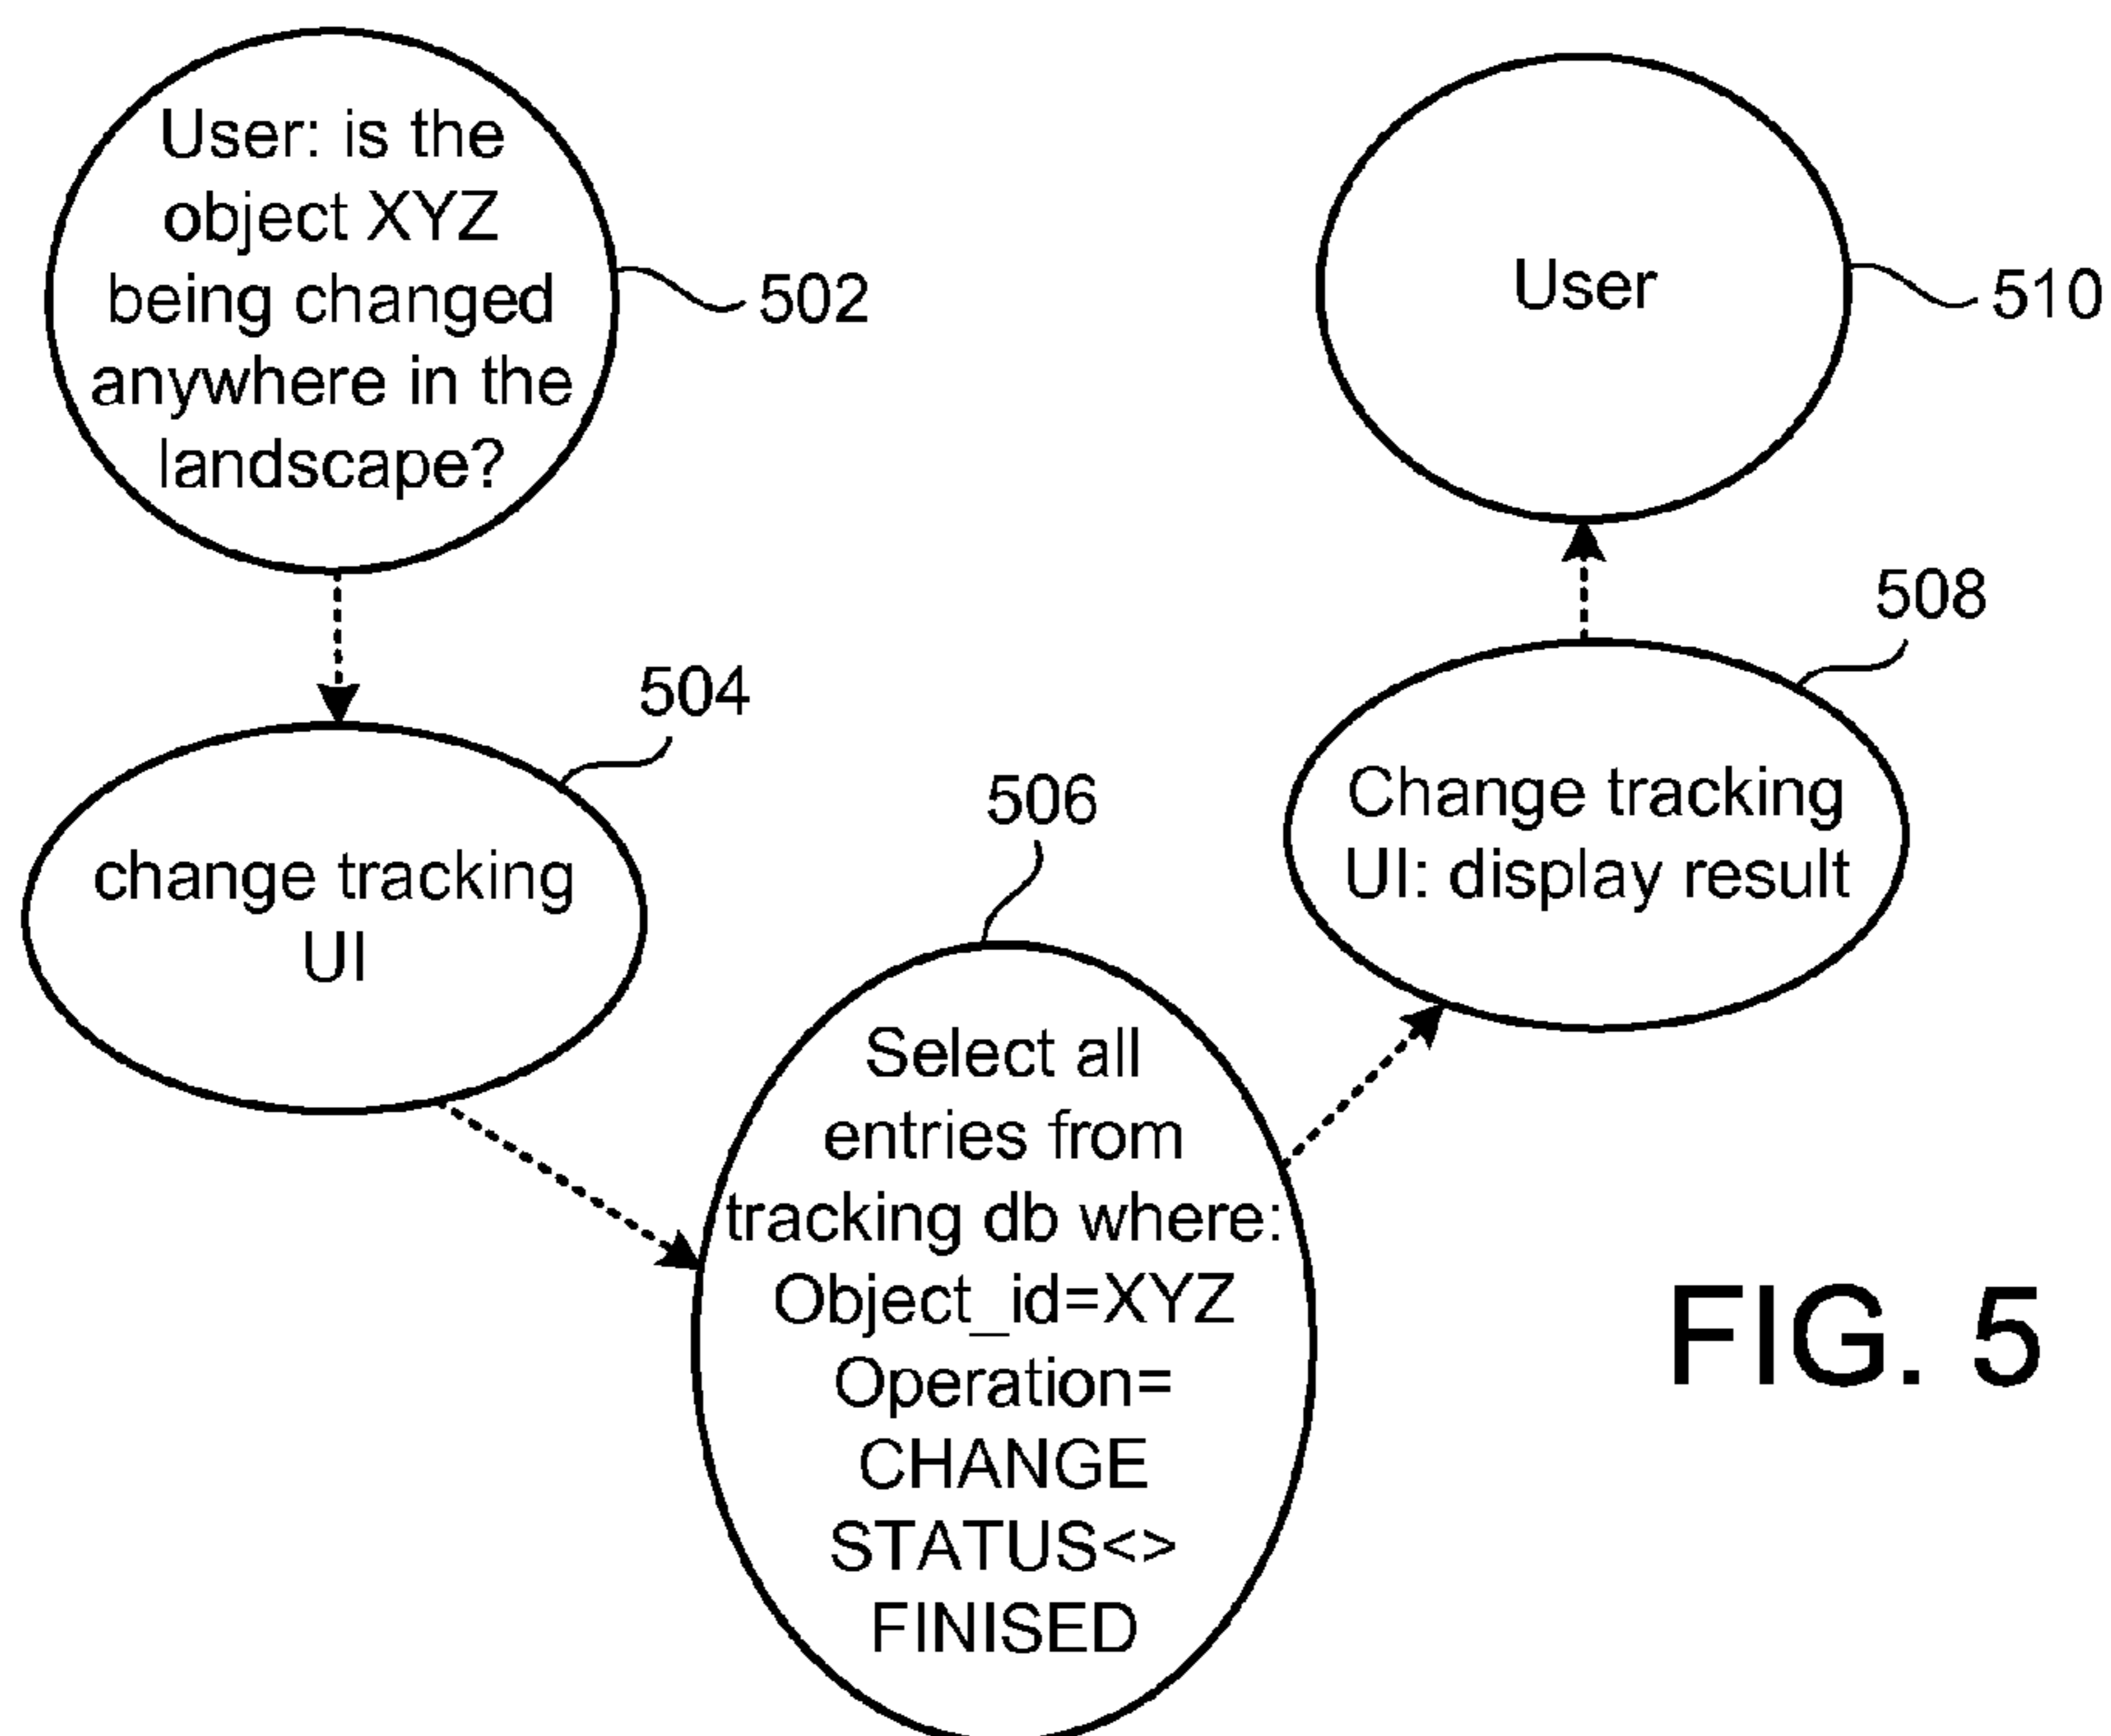 User: is the
object XYZ
being changed
anywhere in the
landscape?
502
change tracking
UI
504
506
Select all
entries from
tracking db where:
Object_id=XYZ
Operation=
CHANGE
STATUS<>
FINISED
508
Change tracking
UI: display result
User
510
FIG. 5